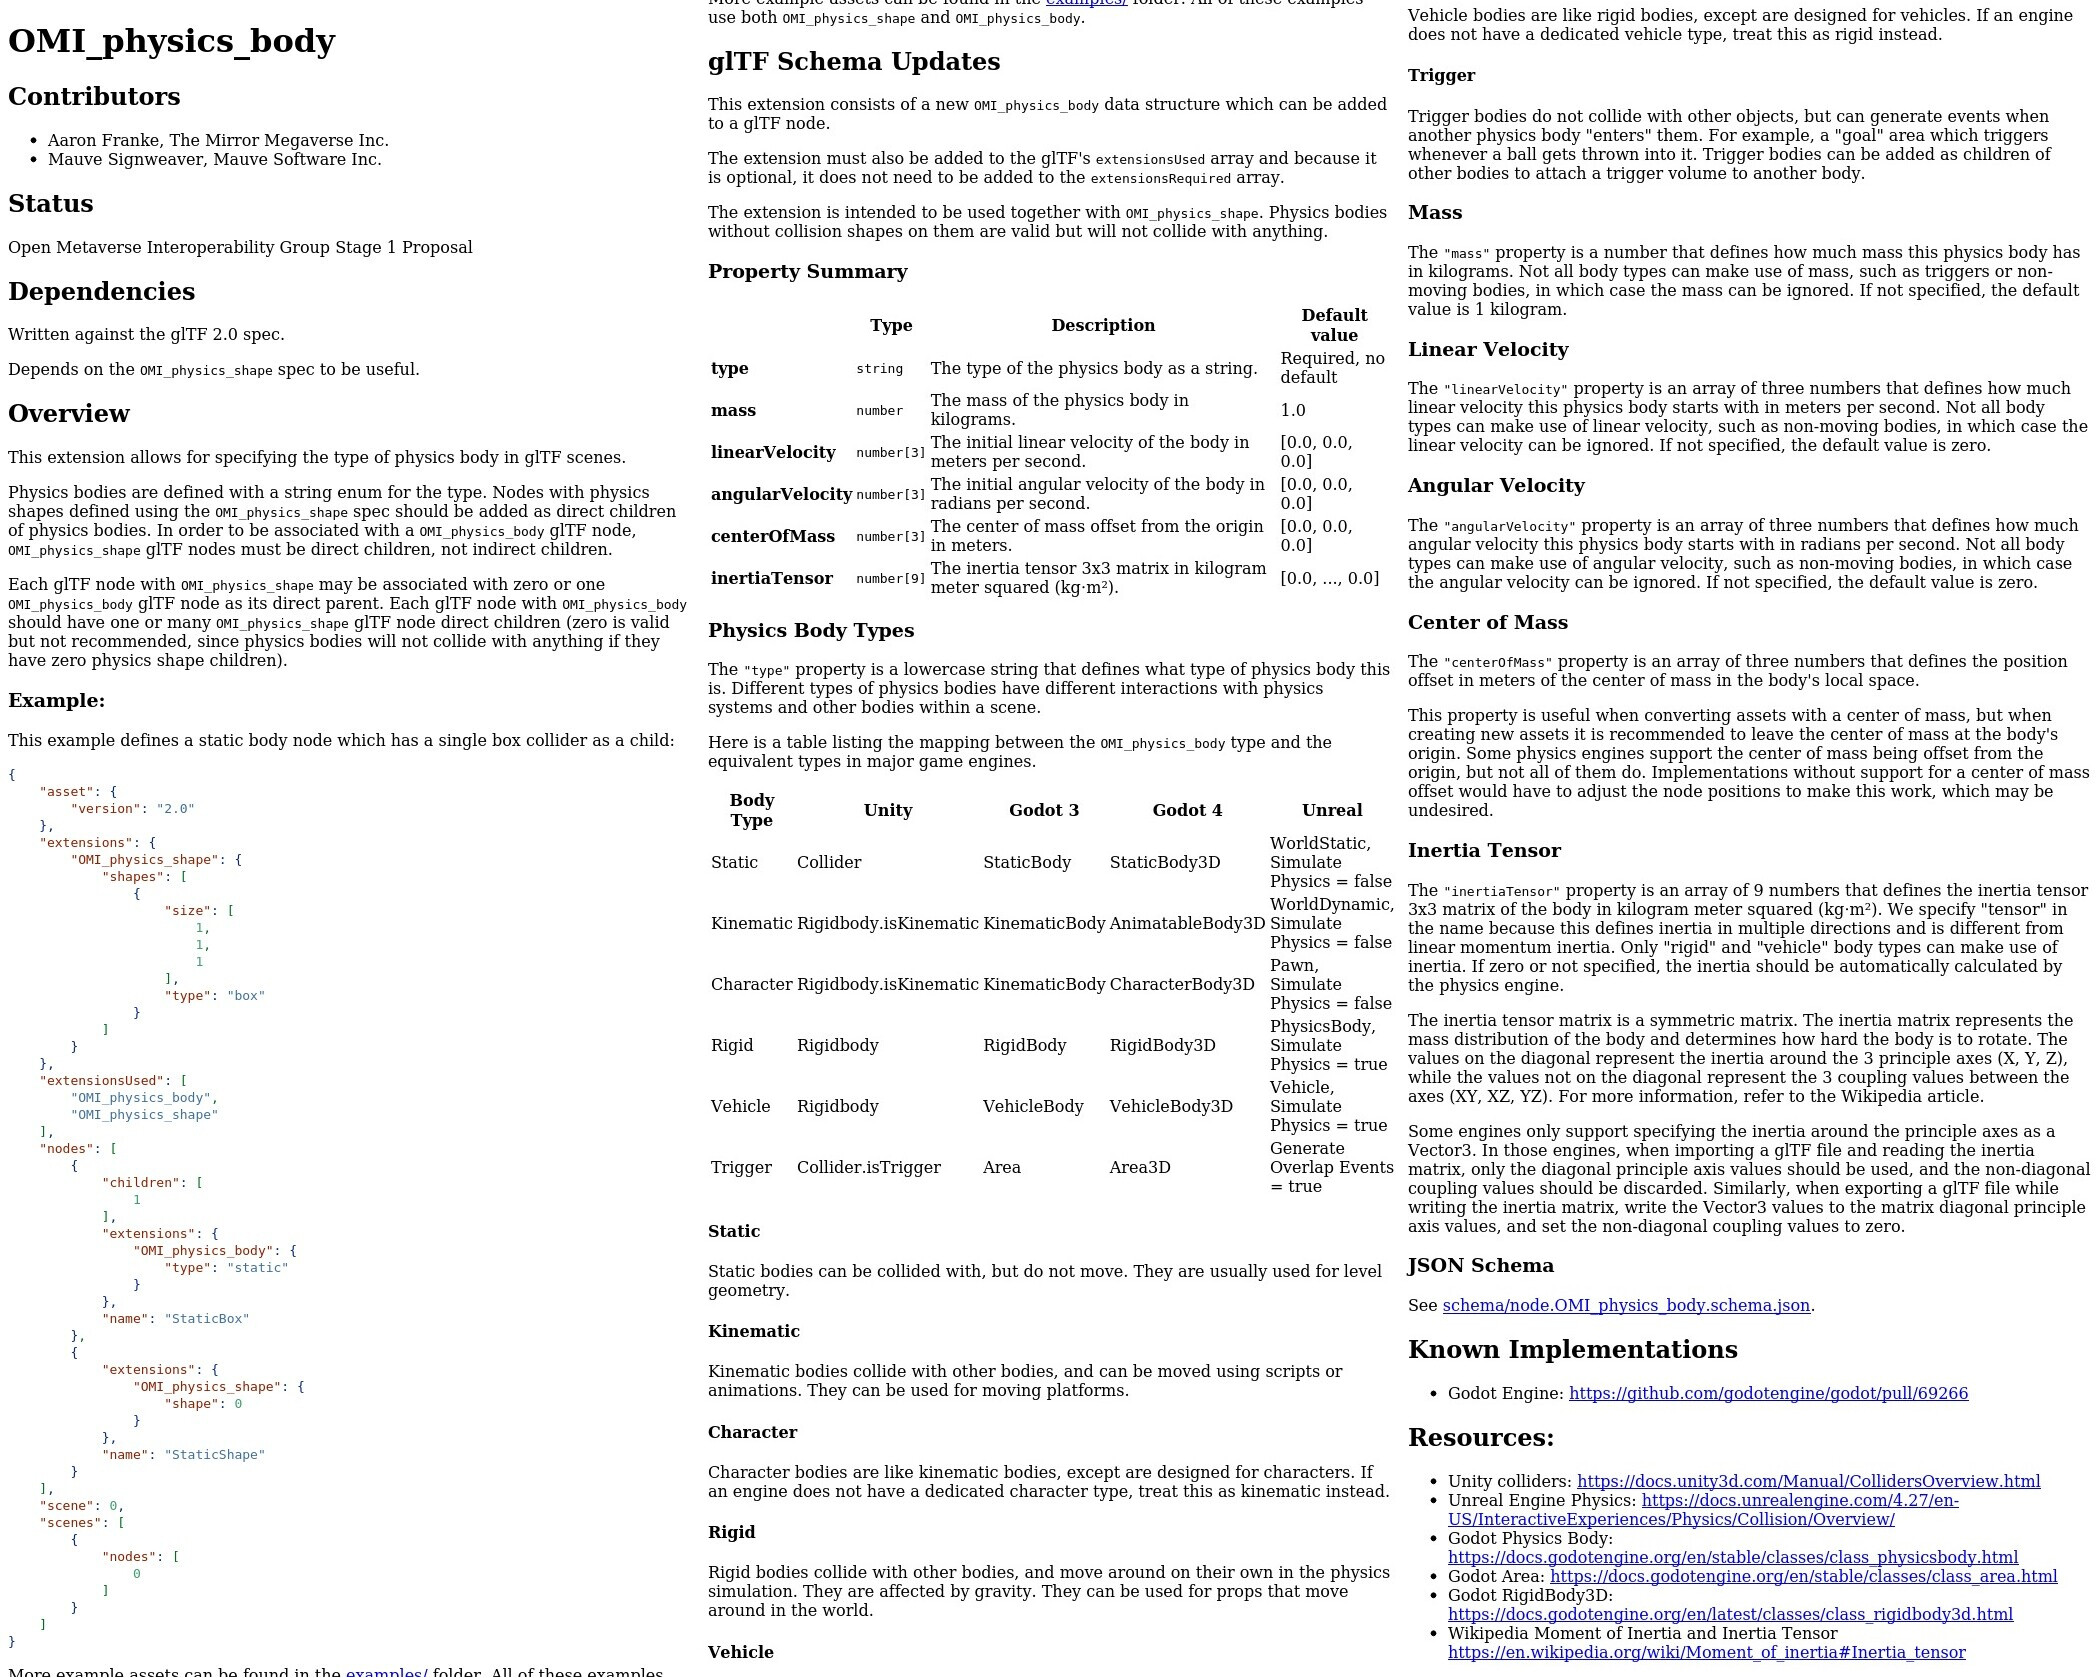 OMI_physics_body
Contributors
• Aaron Franke, The Mirror Megaverse Inc.
• Mauve Signweaver, Mauve Software Inc.
Status
Open Metaverse Interoperability Group Stage 1 Proposal
Dependencies
Written against the glTF 2.0 spec.
Depends on the OMI_physics_shape spec to be useful.
Overview
This extension allows for specifying the type of physics body in glTF scenes.
Physics bodies are defined with a string enum for the type. Nodes with physics
shapes defined using the OMI_physics_shape spec should be added as direct children
of physics bodies. In order to be associated with a OMI_physics_body glTF node,
OMI_physics_shape glTF nodes must be direct children, not indirect children.
Each glTF node with OMI_physics_shape may be associated with zero or one
OMI_physics_body glTF node as its direct parent. Each glTF node with OMI_physics_body
should have one or many OMI_physics_shape glTF node direct children (zero is valid
but not recommended, since physics bodies will not collide with anything if they
have zero physics shape children).
Example:
This example defines a static body node which has a single box collider as a child:
{
    "asset": {
        "version": "2.0"
    },
    "extensions": {
        "OMI_physics_shape": {
            "shapes": [
                {
                    "size": [
                        1,
                        1,
                        1
                    ],
                    "type": "box"
                }
            ]
        }
    },
    "extensionsUsed": [
        "OMI_physics_body",
        "OMI_physics_shape"
    ],
    "nodes": [
        {
            "children": [
                1
            ],
            "extensions": {
                "OMI_physics_body": {
                    "type": "static"
                }
            },
            "name": "StaticBox"
        },
        {
            "extensions": {
                "OMI_physics_shape": {
                    "shape": 0
                }
            },
            "name": "StaticShape"
        }
    ],
    "scene": 0,
    "scenes": [
        {
            "nodes": [
                0
            ]
        }
    ]
}
More example assets can be found in the examples/ folder. All of these examples
use both OMI_physics_shape and OMI_physics_body.
glTF Schema Updates
This extension consists of a new OMI_physics_body data structure which can be added
to a glTF node.
The extension must also be added to the glTF's extensionsUsed array and because it
is optional, it does not need to be added to the extensionsRequired array.
The extension is intended to be used together with OMI_physics_shape. Physics bodies
without collision shapes on them are valid but will not collide with anything.
Property Summary
Type Description Default value
type string The type of the physics body as a string. Required, no default
mass number The mass of the physics body in kilograms. 1.0
linearVelocity number[3] The initial linear velocity of the body in meters per second. [0.0, 0.0, 0.0]
angularVelocity number[3] The initial angular velocity of the body in radians per second. [0.0, 0.0, 0.0]
centerOfMass number[3] The center of mass offset from the origin in meters. [0.0, 0.0, 0.0]
inertiaTensor number[9] The inertia tensor 3x3 matrix in kilogram meter squared (kg·m²). [0.0, ..., 0.0]
Physics Body Types
The "type" property is a lowercase string that defines what type of physics body this
is. Different types of physics bodies have different interactions with physics
systems and other bodies within a scene.
Here is a table listing the mapping between the OMI_physics_body type and the
equivalent types in major game engines.
Body Type Unity Godot 3 Godot 4 Unreal
Static Collider StaticBody StaticBody3D WorldStatic, Simulate Physics = false
Kinematic Rigidbody.isKinematic KinematicBody AnimatableBody3D WorldDynamic, Simulate Physics = false
Character Rigidbody.isKinematic KinematicBody CharacterBody3D Pawn, Simulate Physics = false
Rigid Rigidbody RigidBody RigidBody3D PhysicsBody, Simulate Physics = true
Vehicle Rigidbody VehicleBody VehicleBody3D Vehicle, Simulate Physics = true
Trigger Collider.isTrigger Area Area3D Generate Overlap Events = true
Static
Static bodies can be collided with, but do not move. They are usually used for level
geometry.
Kinematic
Kinematic bodies collide with other bodies, and can be moved using scripts or
animations. They can be used for moving platforms.
Character
Character bodies are like kinematic bodies, except are designed for characters. If
an engine does not have a dedicated character type, treat this as kinematic instead.
Rigid
Rigid bodies collide with other bodies, and move around on their own in the physics
simulation. They are affected by gravity. They can be used for props that move
around in the world.
Vehicle
Vehicle bodies are like rigid bodies, except are designed for vehicles. If an engine
does not have a dedicated vehicle type, treat this as rigid instead.
Trigger
Trigger bodies do not collide with other objects, but can generate events when
another physics body "enters" them. For example, a "goal" area which triggers
whenever a ball gets thrown into it. Trigger bodies can be added as children of
other bodies to attach a trigger volume to another body.
Mass
The "mass" property is a number that defines how much mass this physics body has
in kilograms. Not all body types can make use of mass, such as triggers or non-
moving bodies, in which case the mass can be ignored. If not specified, the default
value is 1 kilogram.
Linear Velocity
The "linearVelocity" property is an array of three numbers that defines how much
linear velocity this physics body starts with in meters per second. Not all body
types can make use of linear velocity, such as non-moving bodies, in which case the
linear velocity can be ignored. If not specified, the default value is zero.
Angular Velocity
The "angularVelocity" property is an array of three numbers that defines how much
angular velocity this physics body starts with in radians per second. Not all body
types can make use of angular velocity, such as non-moving bodies, in which case
the angular velocity can be ignored. If not specified, the default value is zero.
Center of Mass
The "centerOfMass" property is an array of three numbers that defines the position
offset in meters of the center of mass in the body's local space.
This property is useful when converting assets with a center of mass, but when
creating new assets it is recommended to leave the center of mass at the body's
origin. Some physics engines support the center of mass being offset from the
origin, but not all of them do. Implementations without support for a center of mass
offset would have to adjust the node positions to make this work, which may be
undesired.
Inertia Tensor
The "inertiaTensor" property is an array of 9 numbers that defines the inertia tensor
3x3 matrix of the body in kilogram meter squared (kg·m²). We specify "tensor" in
the name because this defines inertia in multiple directions and is different from
linear momentum inertia. Only "rigid" and "vehicle" body types can make use of
inertia. If zero or not specified, the inertia should be automatically calculated by
the physics engine.
The inertia tensor matrix is a symmetric matrix. The inertia matrix represents the
mass distribution of the body and determines how hard the body is to rotate. The
values on the diagonal represent the inertia around the 3 principle axes (X, Y, Z),
while the values not on the diagonal represent the 3 coupling values between the
axes (XY, XZ, YZ). For more information, refer to the Wikipedia article.
Some engines only support specifying the inertia around the principle axes as a
Vector3. In those engines, when importing a glTF file and reading the inertia
matrix, only the diagonal principle axis values should be used, and the non-diagonal
coupling values should be discarded. Similarly, when exporting a glTF file while
writing the inertia matrix, write the Vector3 values to the matrix diagonal principle
axis values, and set the non-diagonal coupling values to zero.
JSON Schema
See schema/node.OMI_physics_body.schema.json.
Known Implementations
• Godot Engine: https://github.com/godotengine/godot/pull/69266
Resources:
• Unity colliders: https://docs.unity3d.com/Manual/CollidersOverview.html
• Unreal Engine Physics: https://docs.unrealengine.com/4.27/en-
US/InteractiveExperiences/Physics/Collision/Overview/
• Godot Physics Body:
https://docs.godotengine.org/en/stable/classes/class_physicsbody.html
• Godot Area: https://docs.godotengine.org/en/stable/classes/class_area.html
• Godot RigidBody3D:
https://docs.godotengine.org/en/latest/classes/class_rigidbody3d.html
• Wikipedia Moment of Inertia and Inertia Tensor
https://en.wikipedia.org/wiki/Moment_of_inertia#Inertia_tensor